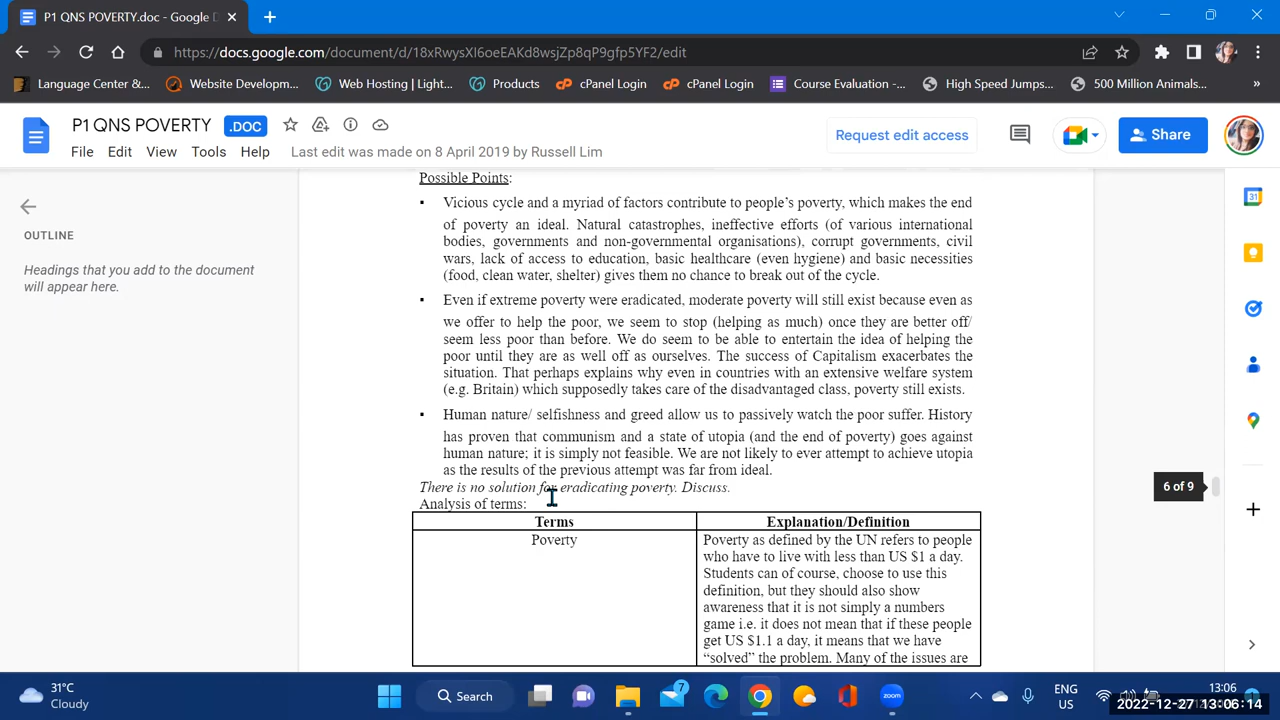 P1 QNS POVERTY.doc - Google D
https://docs.google.com/document/d/18xRwysXl6oeEAKd8wsjZp8qP9gfp5YF2/edit
Language Center &... Website Developm... Web Hosting | Light... Products cPanel Login cPanel Login Course Evaluation -... High Speed Jumps... 500 Million Animals...
P1 QNS POVERTY .DOC
Request edit access
Share
File Edit View Tools Help Last edit was made on 8 April 2019 by Russell Lim
OUTLINE
Headings that you add to the document
will appear here.
Possible Points:
▪ Vicious cycle and a myriad of factors contribute to people's poverty, which makes the end
of poverty an ideal. Natural catastrophes, ineffective efforts (of various international
bodies, governments and non-governmental organisations), corrupt governments, civil
wars, lack of access to education, basic healthcare (even hygiene) and basic necessities
(food, clean water, shelter) gives them no chance to break out of the cycle.
▪ Even if extreme poverty were eradicated, moderate poverty will still exist because even as
we offer to help the poor, we seem to stop (helping as much) once they are better off/
seem less poor than before. We do seem to be able to entertain the idea of helping the
poor until they are as well off as ourselves. The success of Capitalism exacerbates the
situation. That perhaps explains why even in countries with an extensive welfare system
(e.g. Britain) which supposedly takes care of the disadvantaged class, poverty still exists.
▪ Human nature/ selfishness and greed allow us to passively watch the poor suffer. History
has proven that communism and a state of utopia (and the end of poverty) goes against
human nature; it is simply not feasible. We are not likely to ever attempt to achieve utopia
as the results of the previous attempt was far from ideal.
There is no solution for eradicating poverty. Discuss.
Analysis of terms:
Terms Explanation/Definition
Poverty Poverty as defined by the UN refers to people
who have to live with less than US $1 a day.
Students can of course, choose to use this
definition, but they should also show
awareness that it is not simply a numbers
game i.e. it does not mean that if these people
get US $1.1 a day, it means that we have
"solved" the problem. Many of the issues are
6 of 9
31
31°C
Cloudy
Search
7
zoom
ENG
US
13:06
2022-12-27 13:06:14